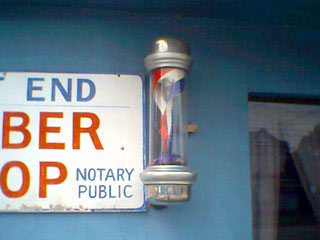 END
BER
OP NOTARY
PUBLIC